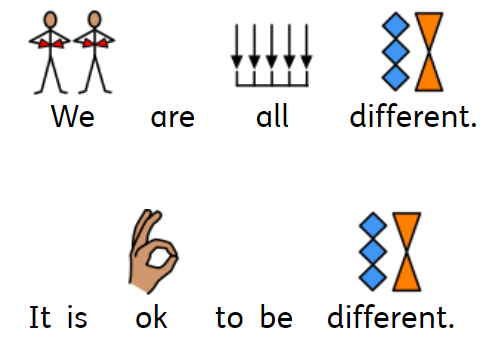 We are all different.
It is ok to be different.